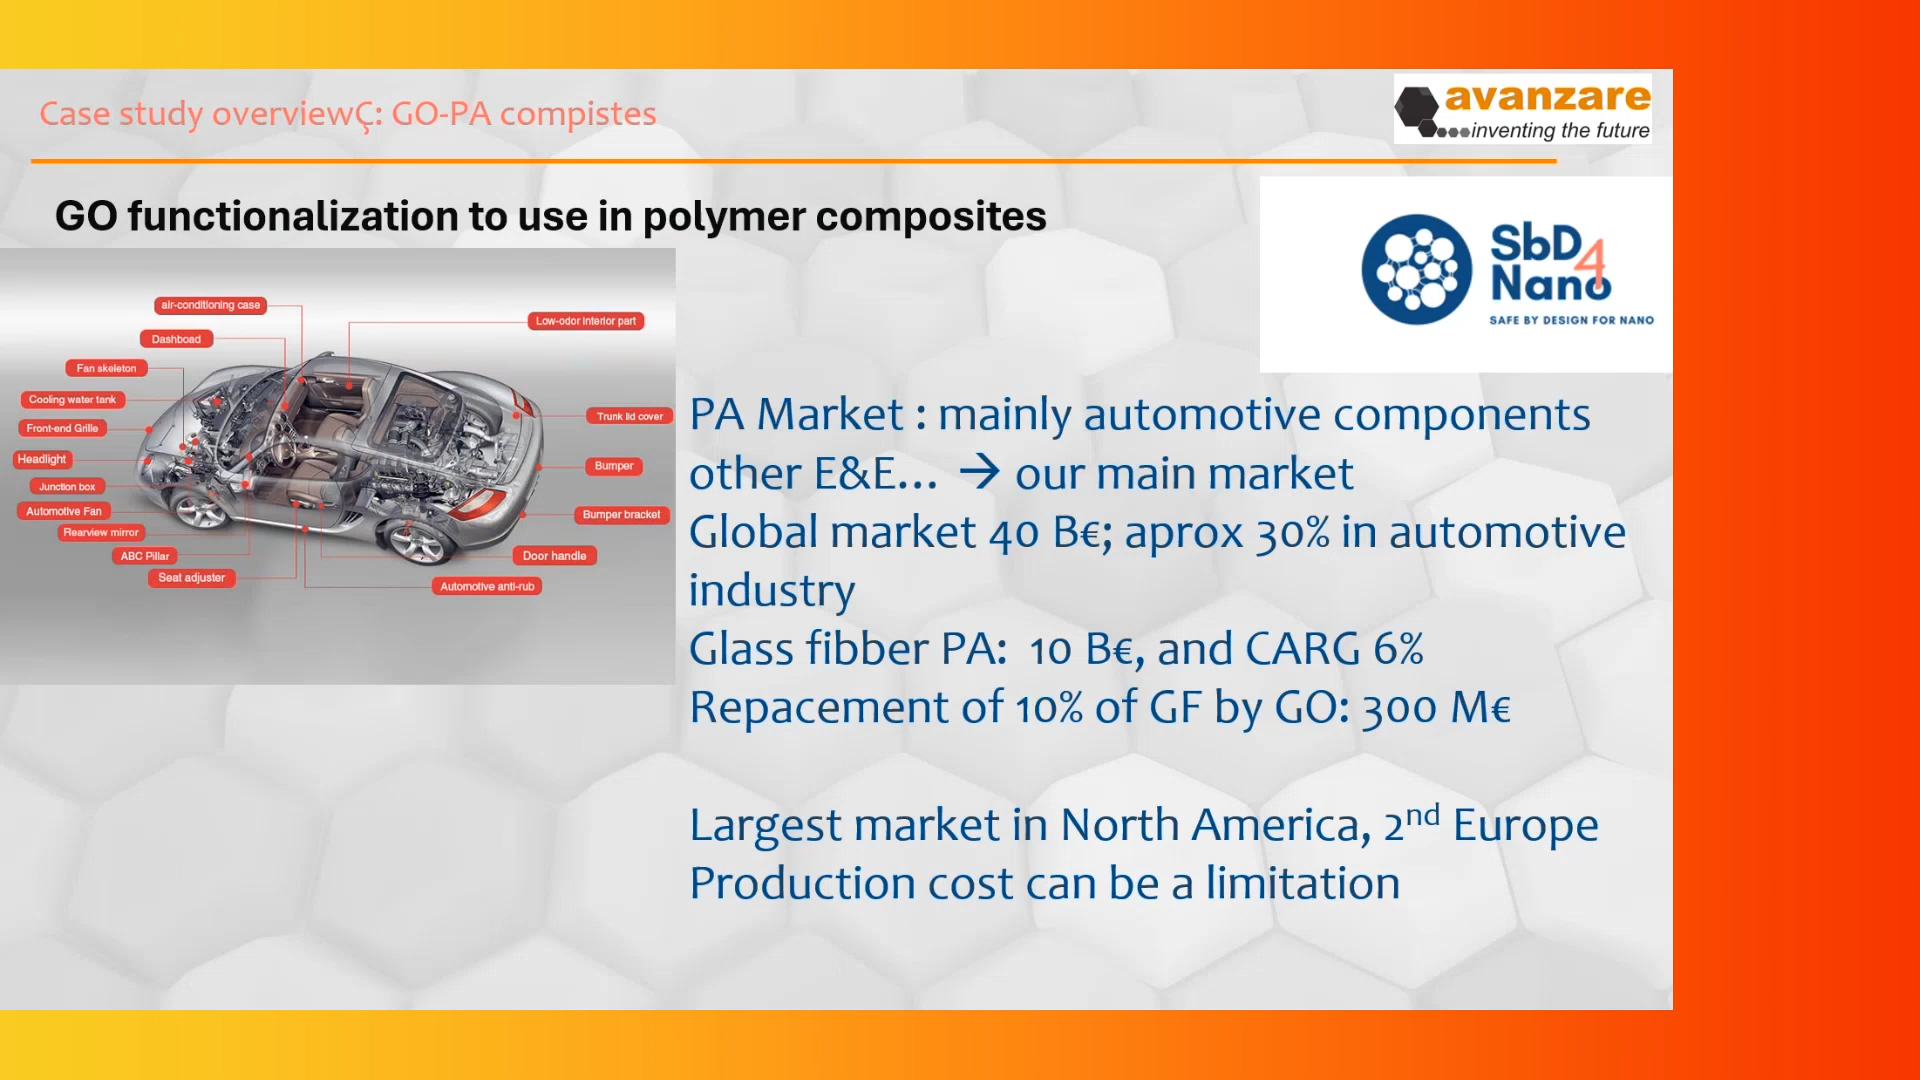 Case study overviewÇ: GO-PA compistes
avanzare
inventing the future
GO functionalization to use in polymer composites
SbD4
Nano
SAFE BY DESIGN FOR NANO
air-conditioning case
Low-odor interior part
Dashboad
Fan skeleton
Cooling water tank
Trunk lid cover
Front-end Grille
Headlight
Bumper
Junction box
Automotive Fan
Bumper bracket
Rearview mirror
ABC Pillar
Door handle
Seat adjuster
Automotive anti-rub
PA Market : mainly automotive components
other E&E... → our main market
Global market 40 B€; aprox 30% in automotive
industry
Glass fibber PA: 10 B€, and CARG 6%
Repacement of 10% of GF by GO: 300 M€
Largest market in North America, 2nd Europe
Production cost can be a limitation